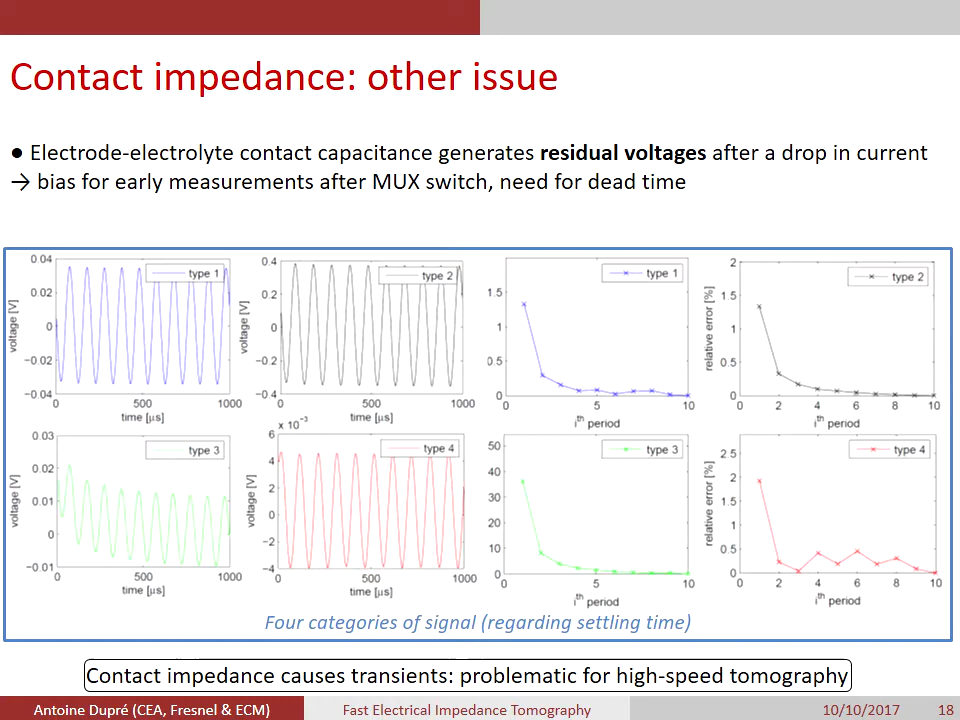 Contact impedance: other issue
● Electrode-electrolyte contact capacitance generates residual voltages after a drop in current
→ bias for early measurements after MUX switch, need for dead time
0.04
0.02
0
−0.02
−0.04
voltage [V]
type 1
0
500
1000
time [μs]
0.4
0.2
0
−0.2
−0.4
voltage [V]
type 2
0
500
1000
time [μs]
1.5
1
0.5
0
type 1
0
5
10
i th period
2
1.5
1
0.5
0
relative error [%]
type 2
0
2
4
6
8
10
i th period
0.03
0.02
0.01
0
−0.01
voltage [V]
type 3
0
500
1000
time [μs]
x 10⁻³
6
4
2
0
−2
−4
voltage [V]
type 4
0
500
1000
time [μs]
50
40
30
20
10
0
type 3
0
5
10
i th period
2.5
2
1.5
1
0.5
0
relative error [%]
type 4
0
2
4
6
8
10
i th period
Four categories of signal (regarding settling time)
Contact impedance causes transients: problematic for high-speed tomography
Antoine Dupré (CEA, Fresnel & ECM)
Fast Electrical Impedance Tomography
10/10/2017
18